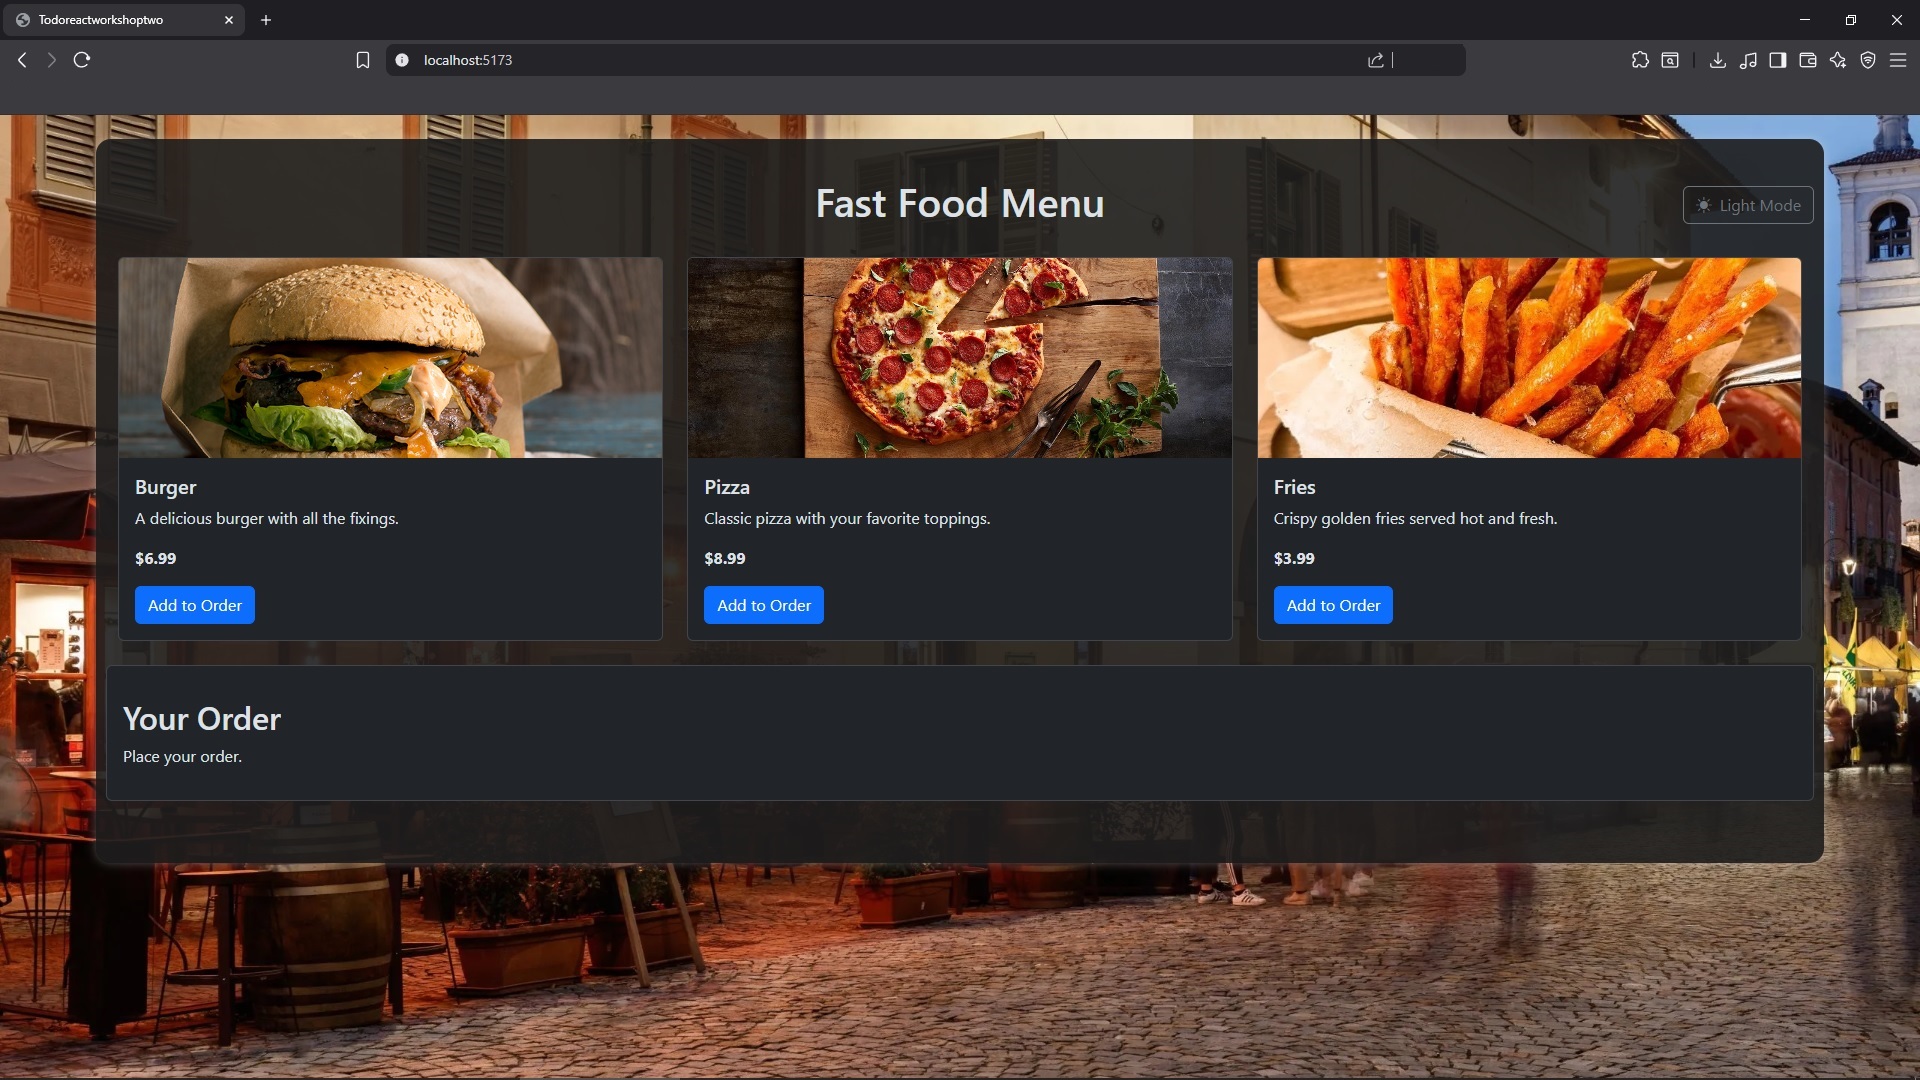 Todoreactworkshoptwo
localhost:5173
Fast Food Menu
Light Mode
Burger
A delicious burger with all the fixings.
$6.99
Add to Order
Pizza
Classic pizza with your favorite toppings.
$8.99
Add to Order
Fries
Crispy golden fries served hot and fresh.
$3.99
Add to Order
Your Order
Place your order.